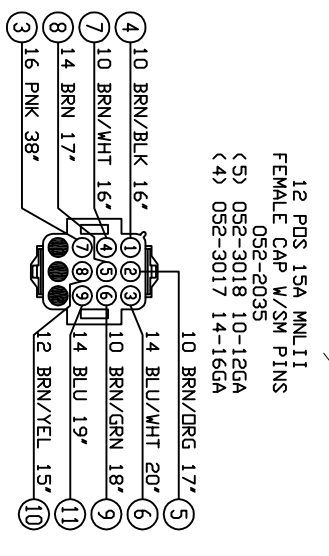 12 POS 15A MNLII
FEMALE CAP W/SM PINS
052-2035
(5) 052-3018 10-12GA
(4) 052-3017 14-16GA
4 10 BRN/BLK 16"
7 10 BRN/WHT 16"
8 14 BRN 17"
3 16 PNK 38"
1 2 3
4 5 6
7 8 9
10 BRN/ORG 17" 5
14 BLU/WHT 20" 6
10 BRN/GRN 18" 9
14 BLU 19" 11
12 BRN/YEL 15" 10